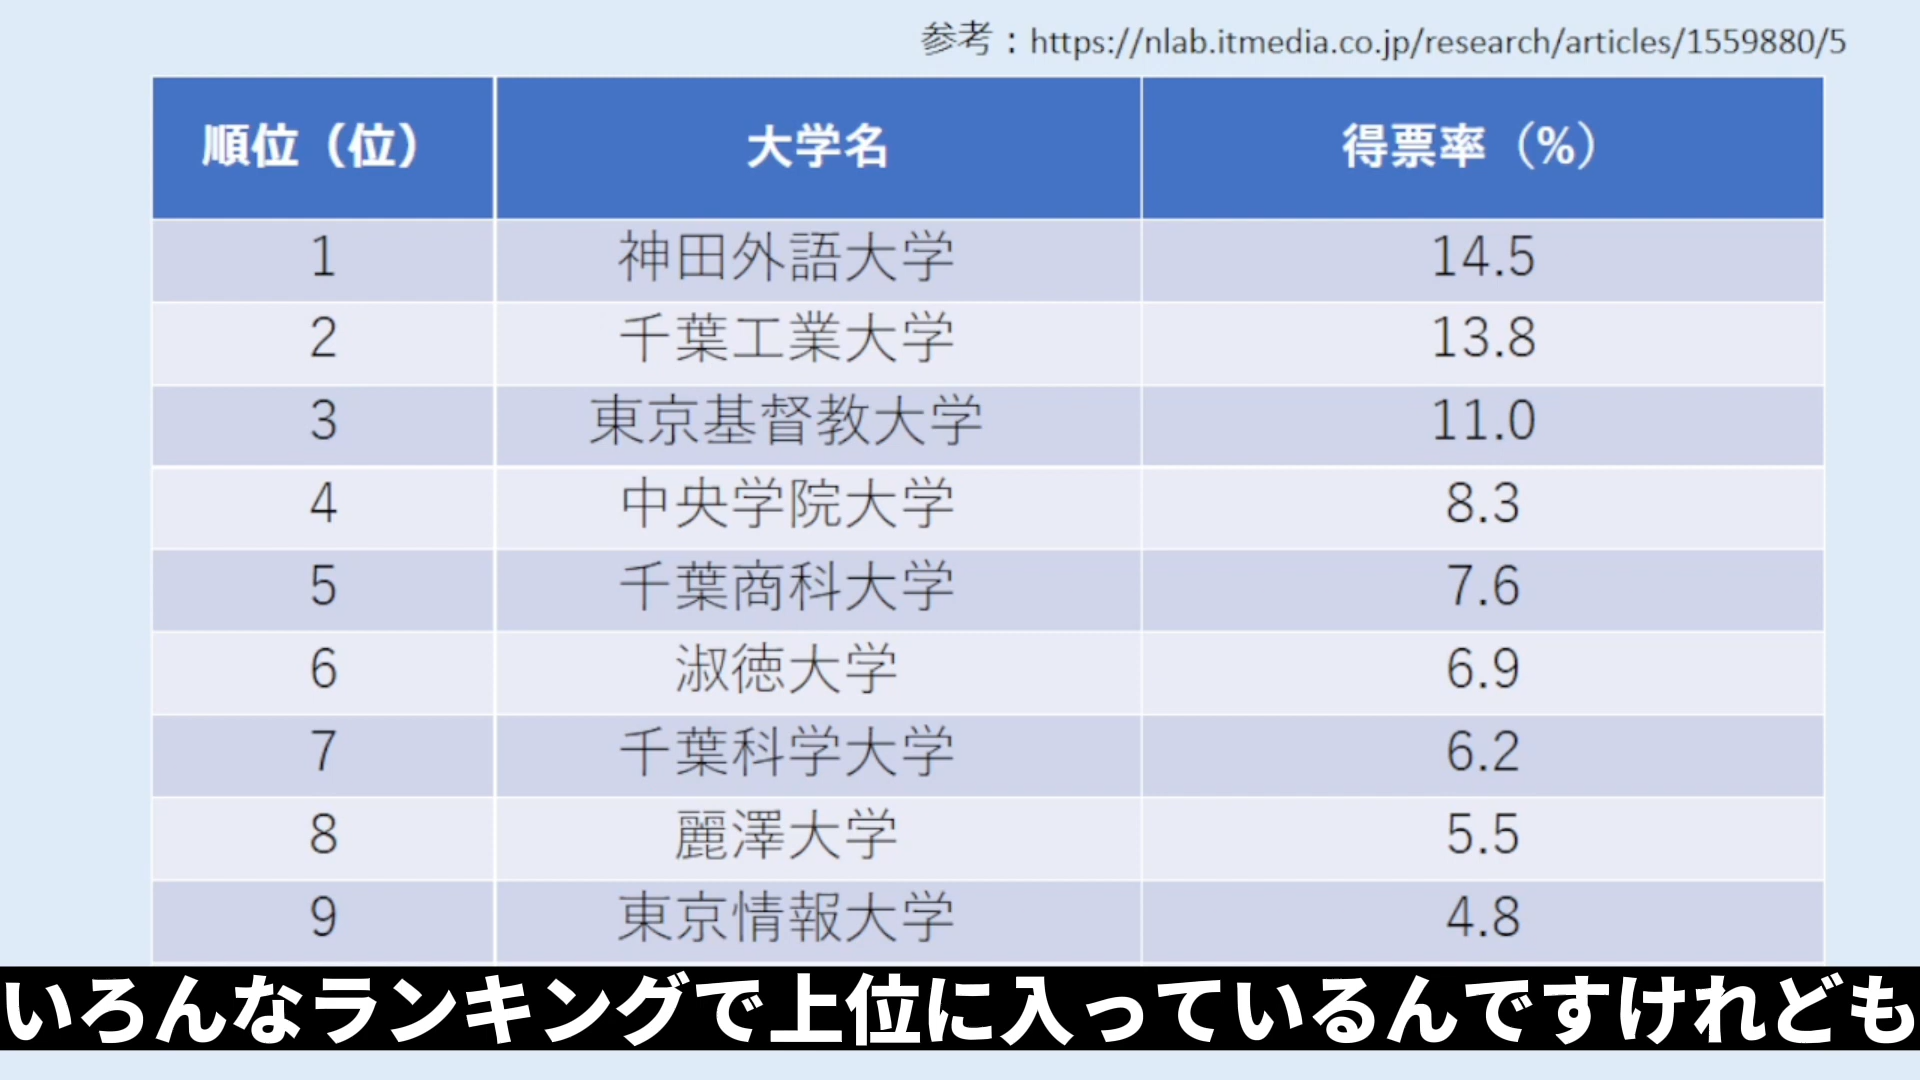 参考：https://nlab.itmedia.co.jp/research/articles/1559880/5
順位（位） 大学名 得票率（%）
1 神田外語大学 14.5
2 千葉工業大学 13.8
3 東京基督教大学 11.0
4 中央学院大学 8.3
5 千葉商科大学 7.6
6 淑徳大学 6.9
7 千葉科学大学 6.2
8 麗澤大学 5.5
9 東京情報大学 4.8
いろんなランキングで上位に入っているんですけれども